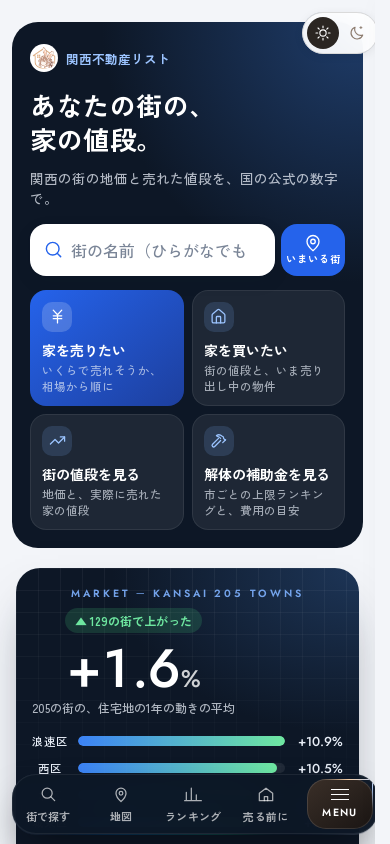 関西不動産リスト
あなたの街の、
家の値段。
関西の街の地価と売れた値段を、国の公式の数字
で。
街の名前（ひらがなでも
いまいる街
家を売りたい
いくらで売れそうか、
相場から順に
家を買いたい
街の値段と、いま売り
出し中の物件
街の値段を見る
地価と、実際に売れた
家の値段
解体の補助金を見る
市ごとの上限ランキン
グと、費用の目安
MARKET — KANSAI 205 TOWNS
▲129の街で上がった
+1.6%
205の街、住宅地の1年の動きの平均
浪速区 +10.9%
西区 +10.5%
街で探す
地図
ランキング
売る前に
MENU